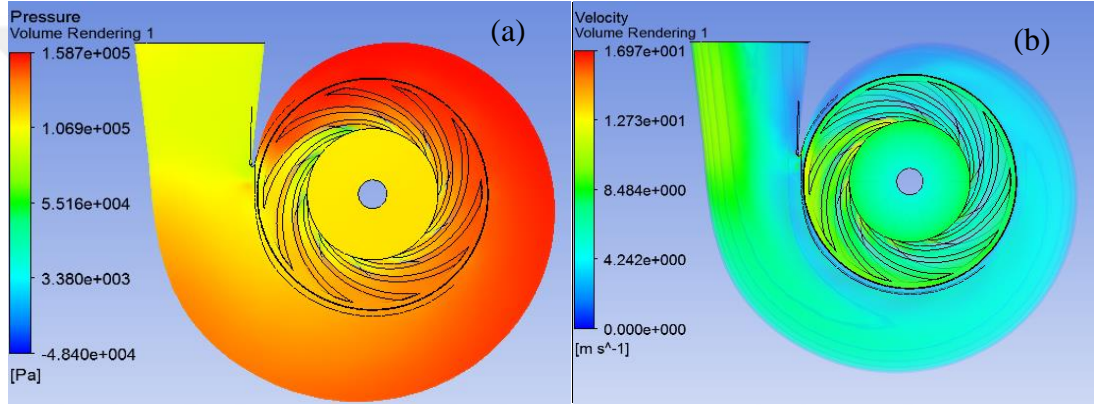 Pressure
Volume Rendering 1
(a)
1.587e+005
1.069e+005
5.516e+004
3.380e+003
-4.840e+004
[Pa]
Velocity
Volume Rendering 1
(b)
1.697e+001
1.273e+001
8.484e+000
4.242e+000
0.000e+000
[m s^-1]